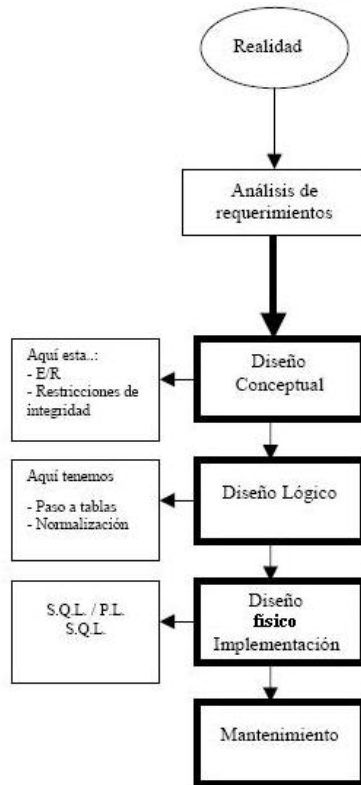 Realidad
Análisis de
requerimientos
Aquí esta..:
- E/R
- Restricciones de
integridad
Diseño
Conceptual
Aquí tenemos
- Paso a tablas
- Normalización
Diseño Lógico
S.Q.L. / P.L.
S.Q.L.
Diseño
físico
Implementación
Mantenimiento